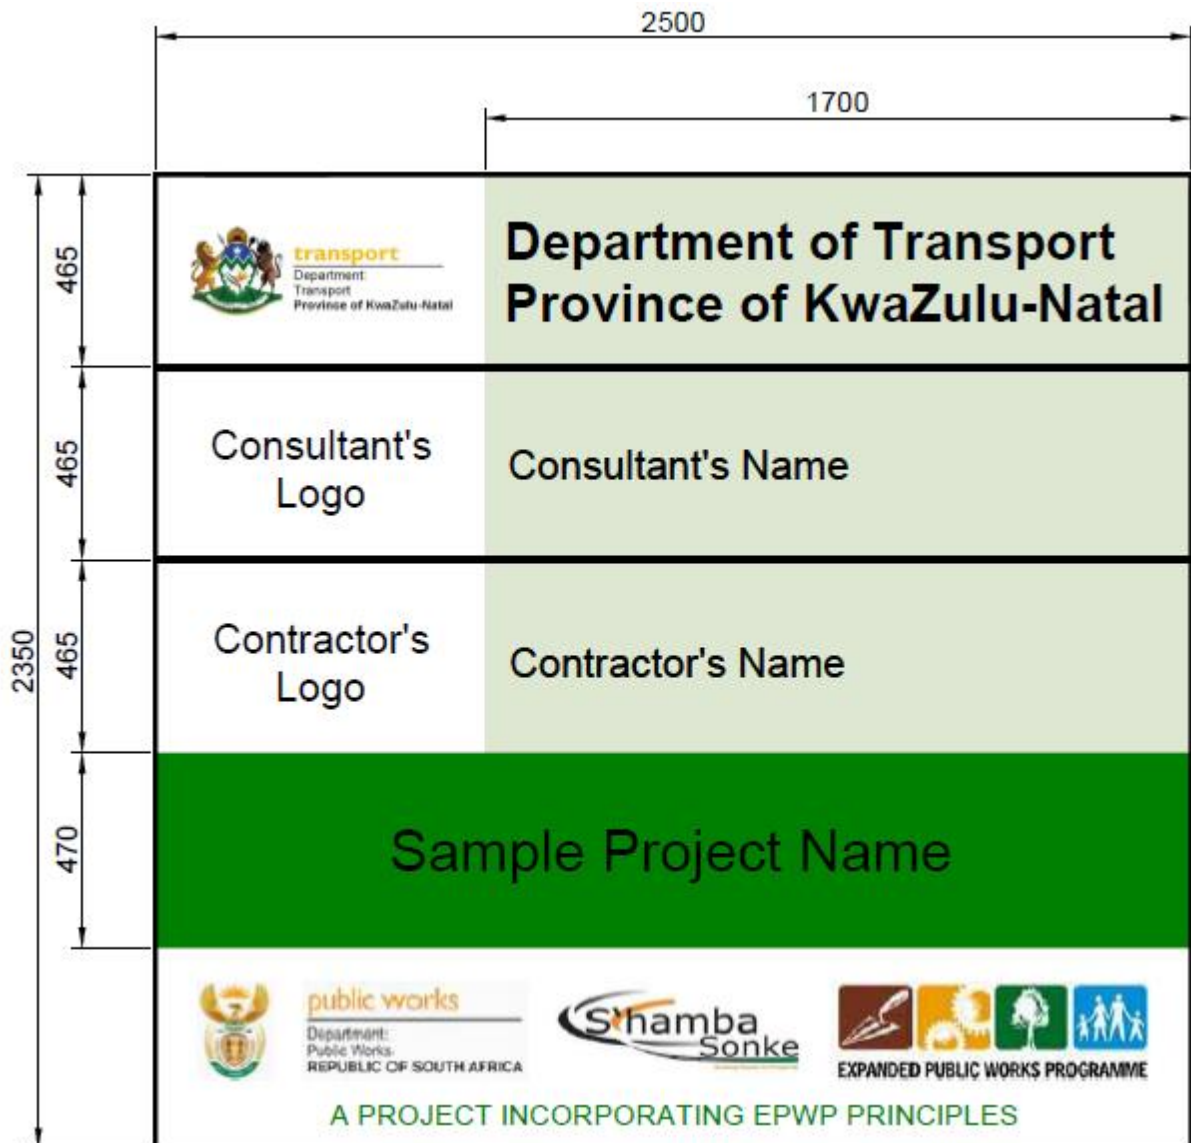 2500
1700
465
transport
Department
Transport
Province of KwaZulu-Natal
Department of Transport
Province of KwaZulu-Natal
465
Consultant's
Logo
Consultant's Name
2350
465
Contractor's
Logo
Contractor's Name
470
Sample Project Name
public works
Department:
Public Works
REPUBLIC OF SOUTH AFRICA
S'hamba
Sonke
EXPANDED PUBLIC WORKS PROGRAMME
A PROJECT INCORPORATING EPWP PRINCIPLES